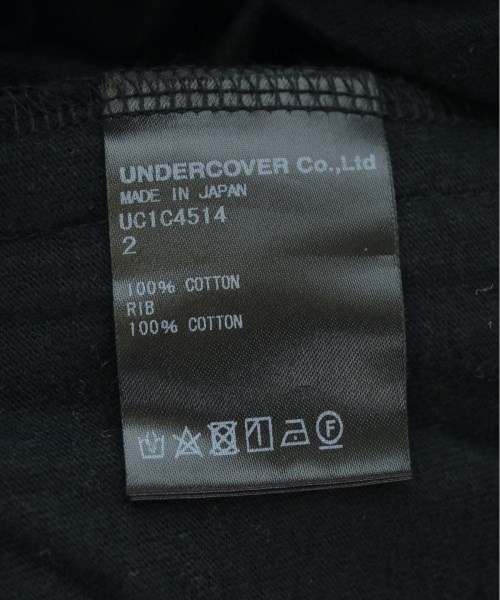 UNDERCOVER Co.,Ltd
MADE IN JAPAN
UC1C4514
2
100% COTTON
RIB
100% COTTON
F